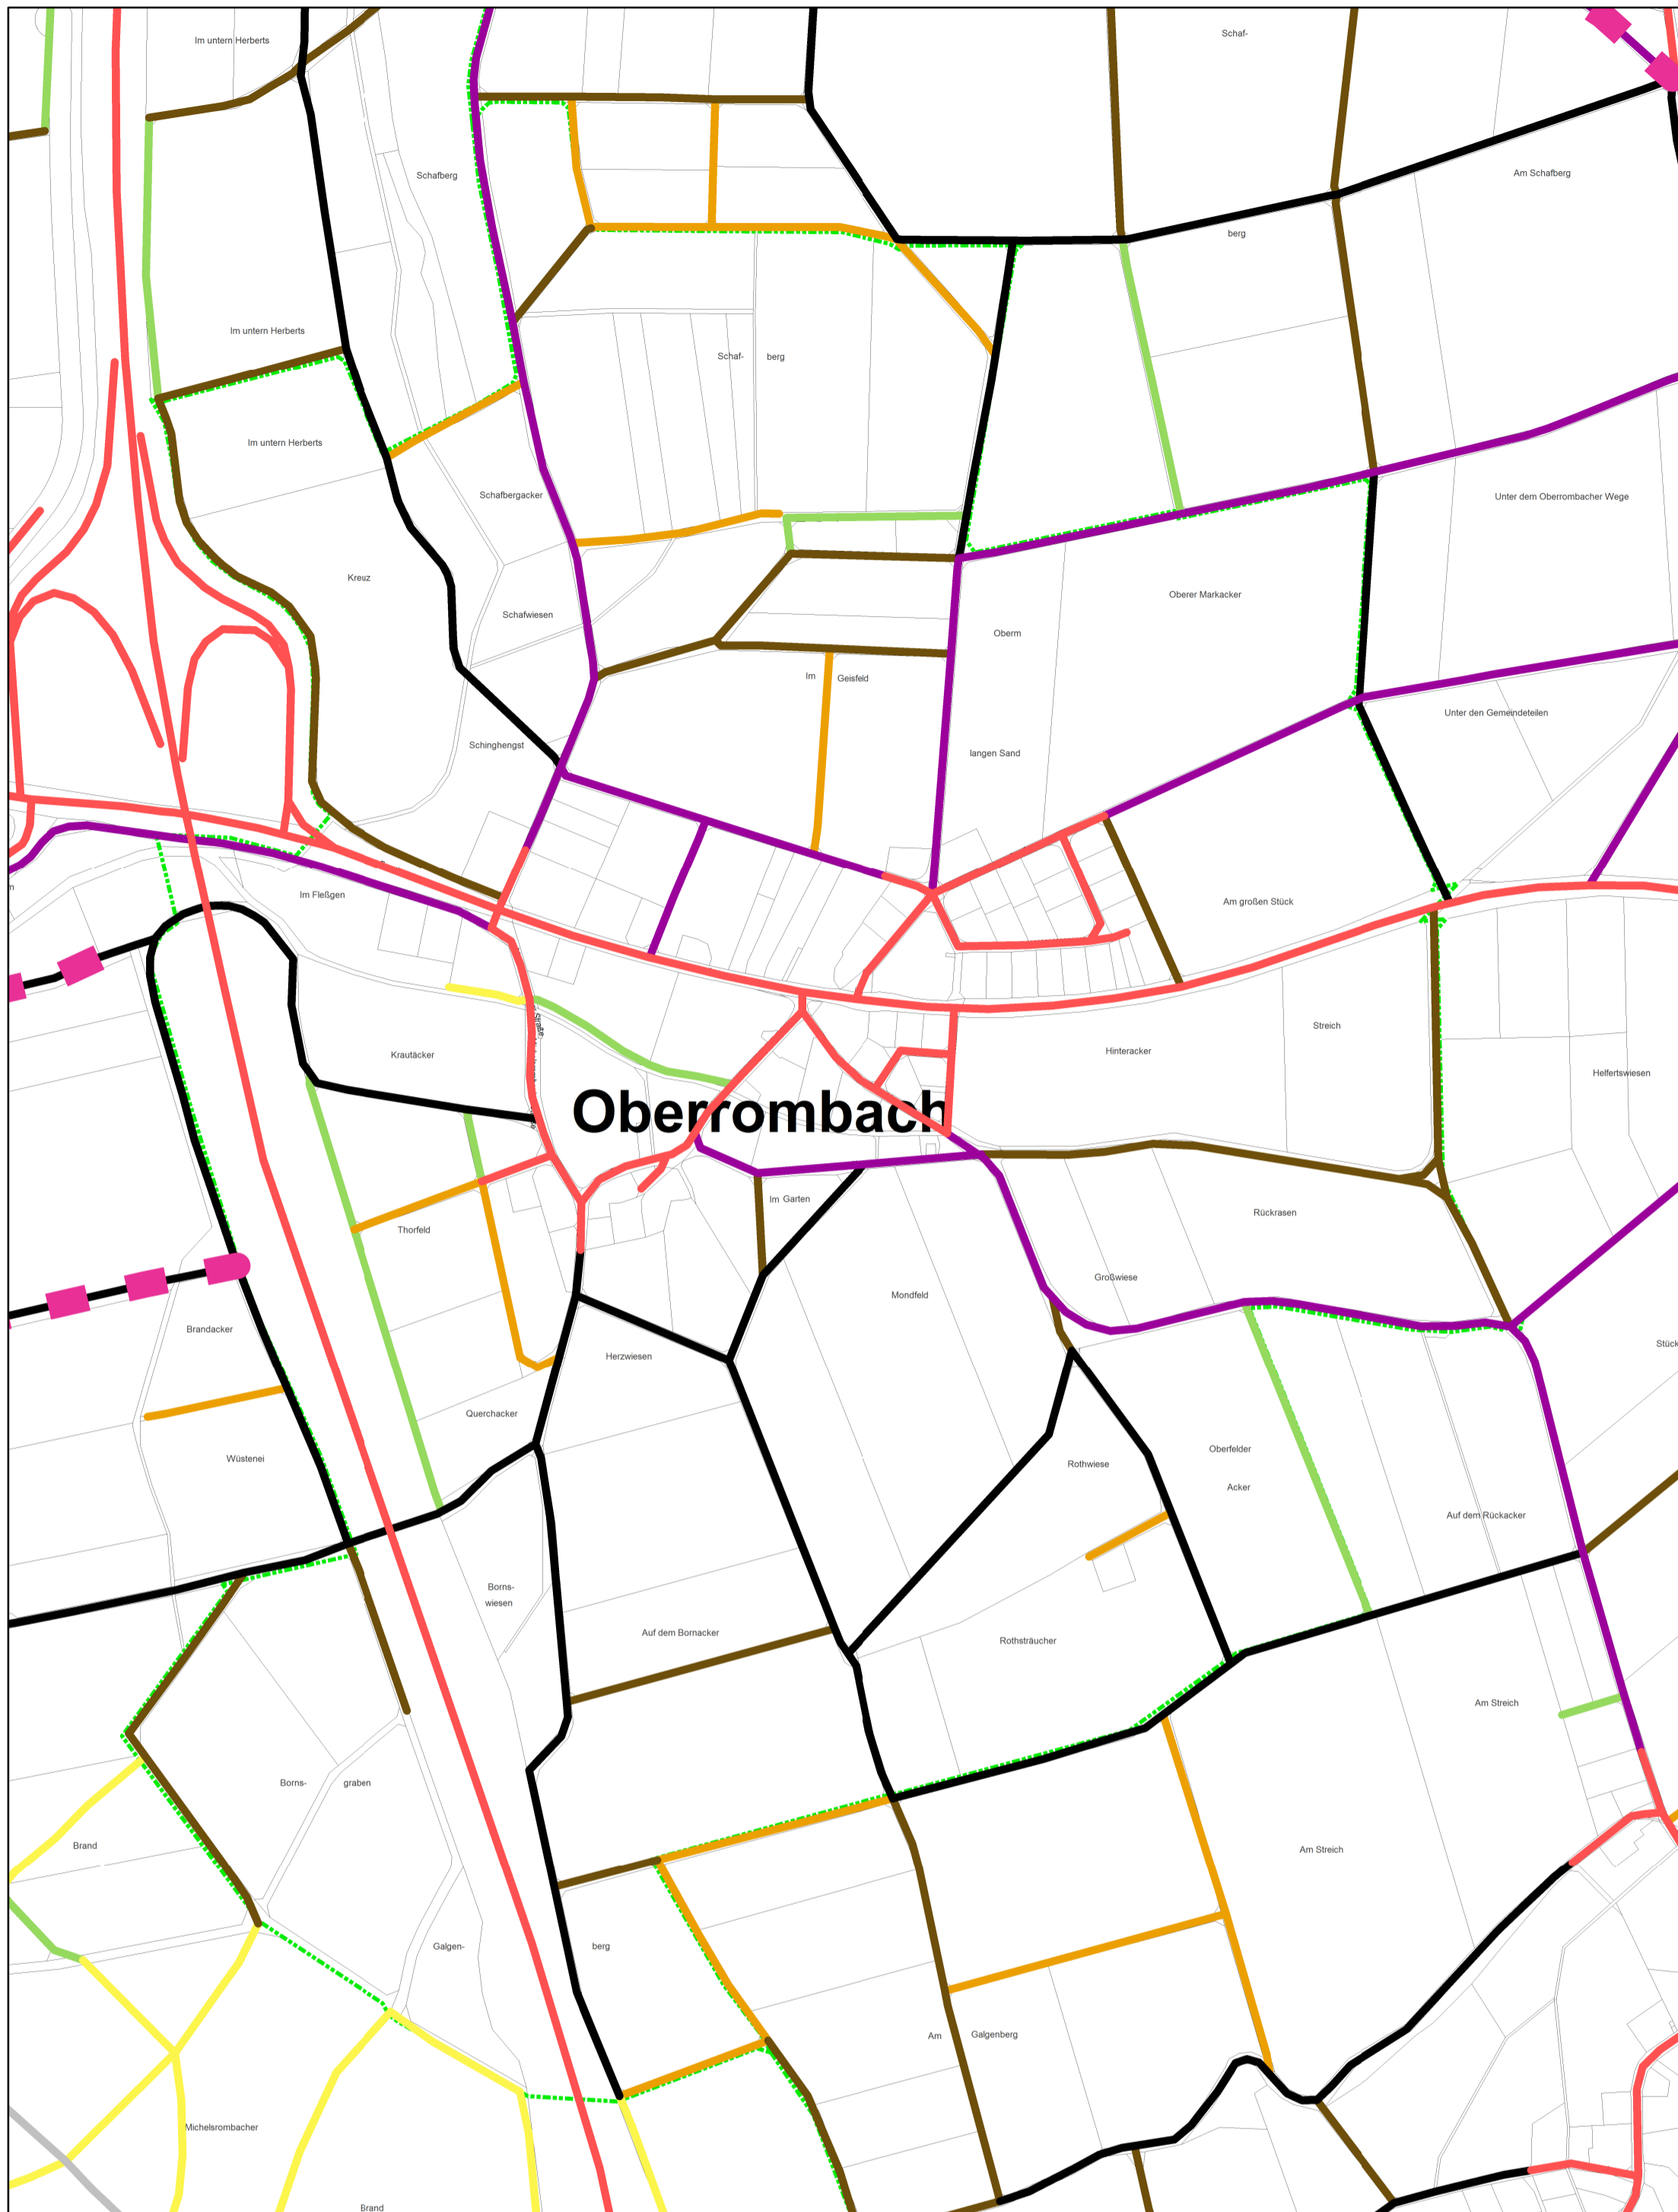 Im untern Herberts
Schaf-
Schafberg
Am Schafberg
berg
Im untern Herberts
Schaf-
berg
Im untern Herberts
Schafbergacker
Unter dem Oberrombacher Wege
Kreuz
Oberer Markacker
Schafwiesen
Oberm
Im
Geisfeld
Unter den Gemeindeteilen
Schinghengst
langen Sand
Im Fleßgen
Am großen Stück
Streich
Krautäcker
Hinteracker
Helfertswiesen
Oberrombach
Im Garten
Rückrasen
Thorfeld
Großwiese
Mondfeld
Brandacker
Stück
Herzwiesen
Querchacker
Oberfelder
Wüstenei
Rothwiese
Acker
Auf dem Rückacker
Borns-
wiesen
Auf dem Bornacker
Rothsträucher
Am Streich
Borns-
graben
Brand
Am Streich
Galgen-
berg
Am
Galgenberg
Michelsrombacher
Brand